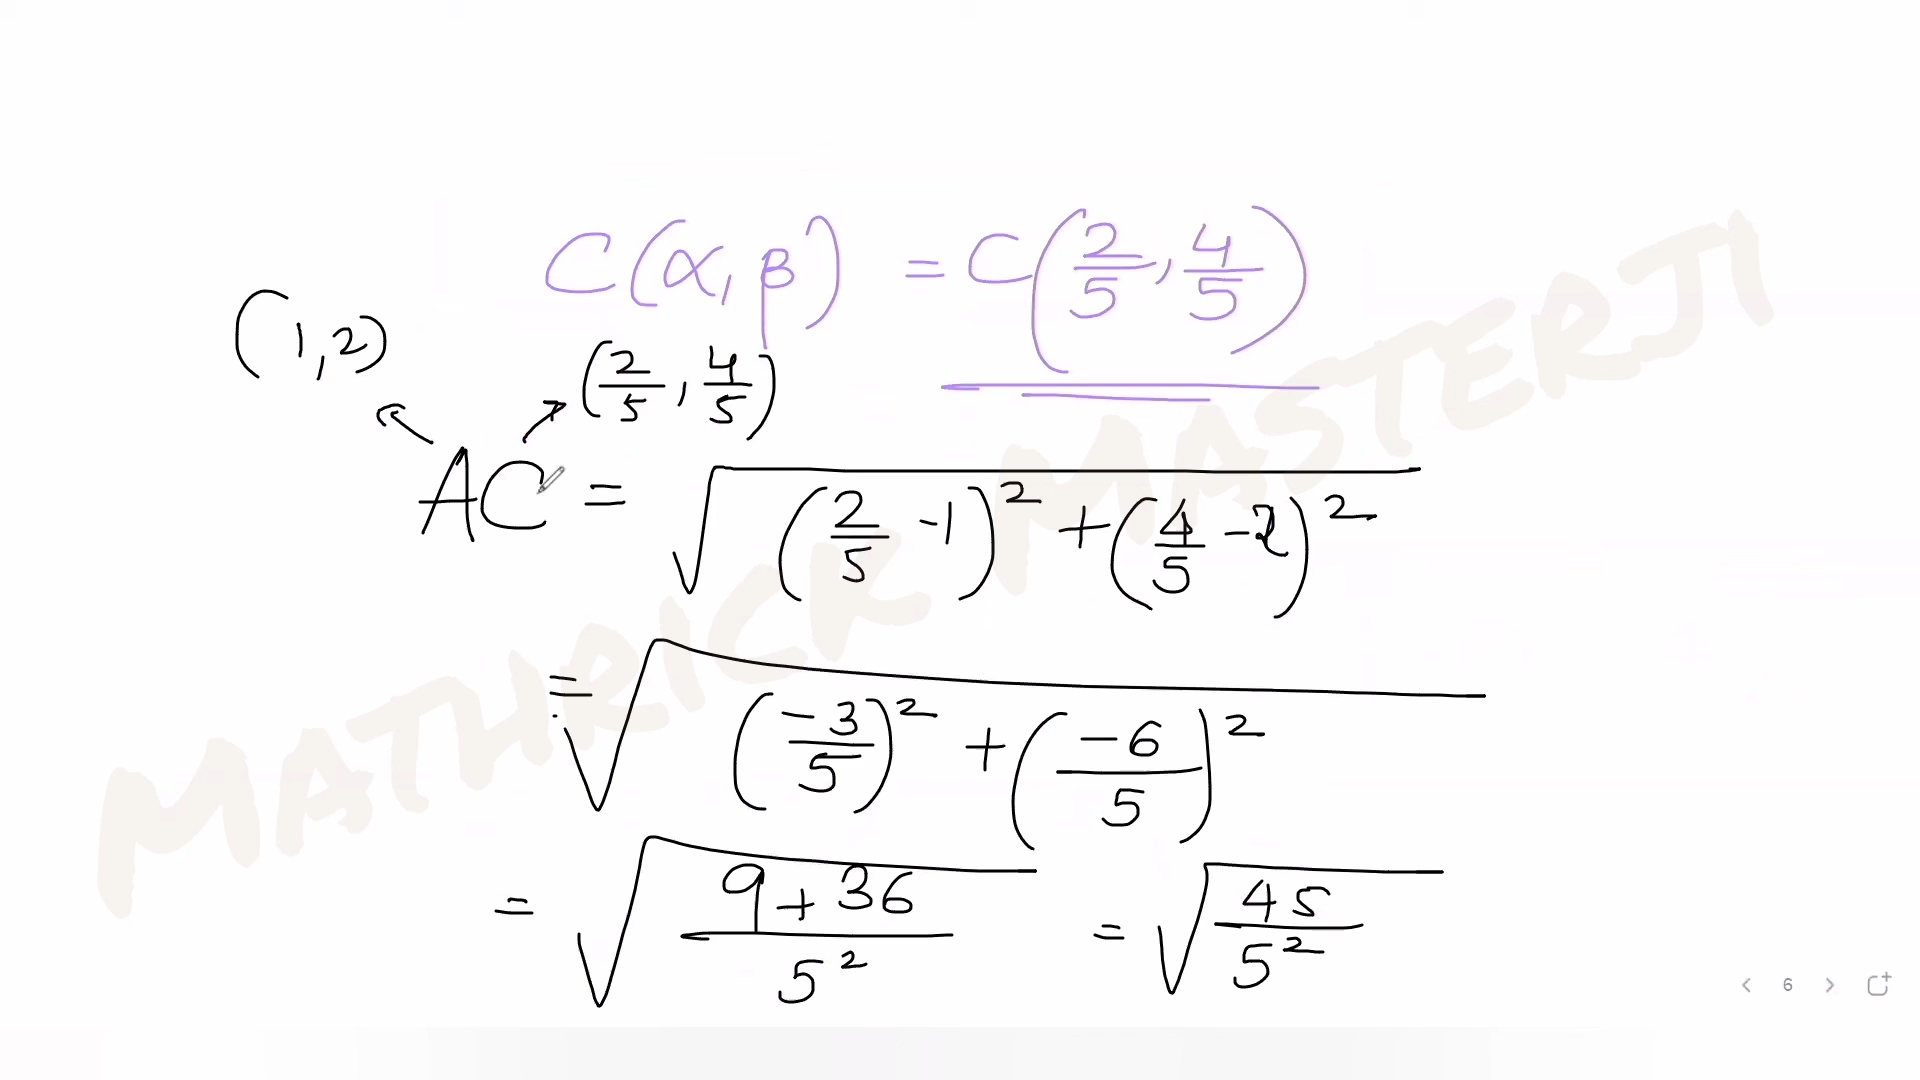 C(α, β) = C(2/5, 4/5)
(1, 2)
(2/5, 4/5)
AC = √((2/5 - 1)² + (4/5 - 2)²)
= √((-3/5)² + (-6/5)²)
= √((9 + 36)/5²) = √(45/5²)
MATHRICK MASTERJI
< 6 >